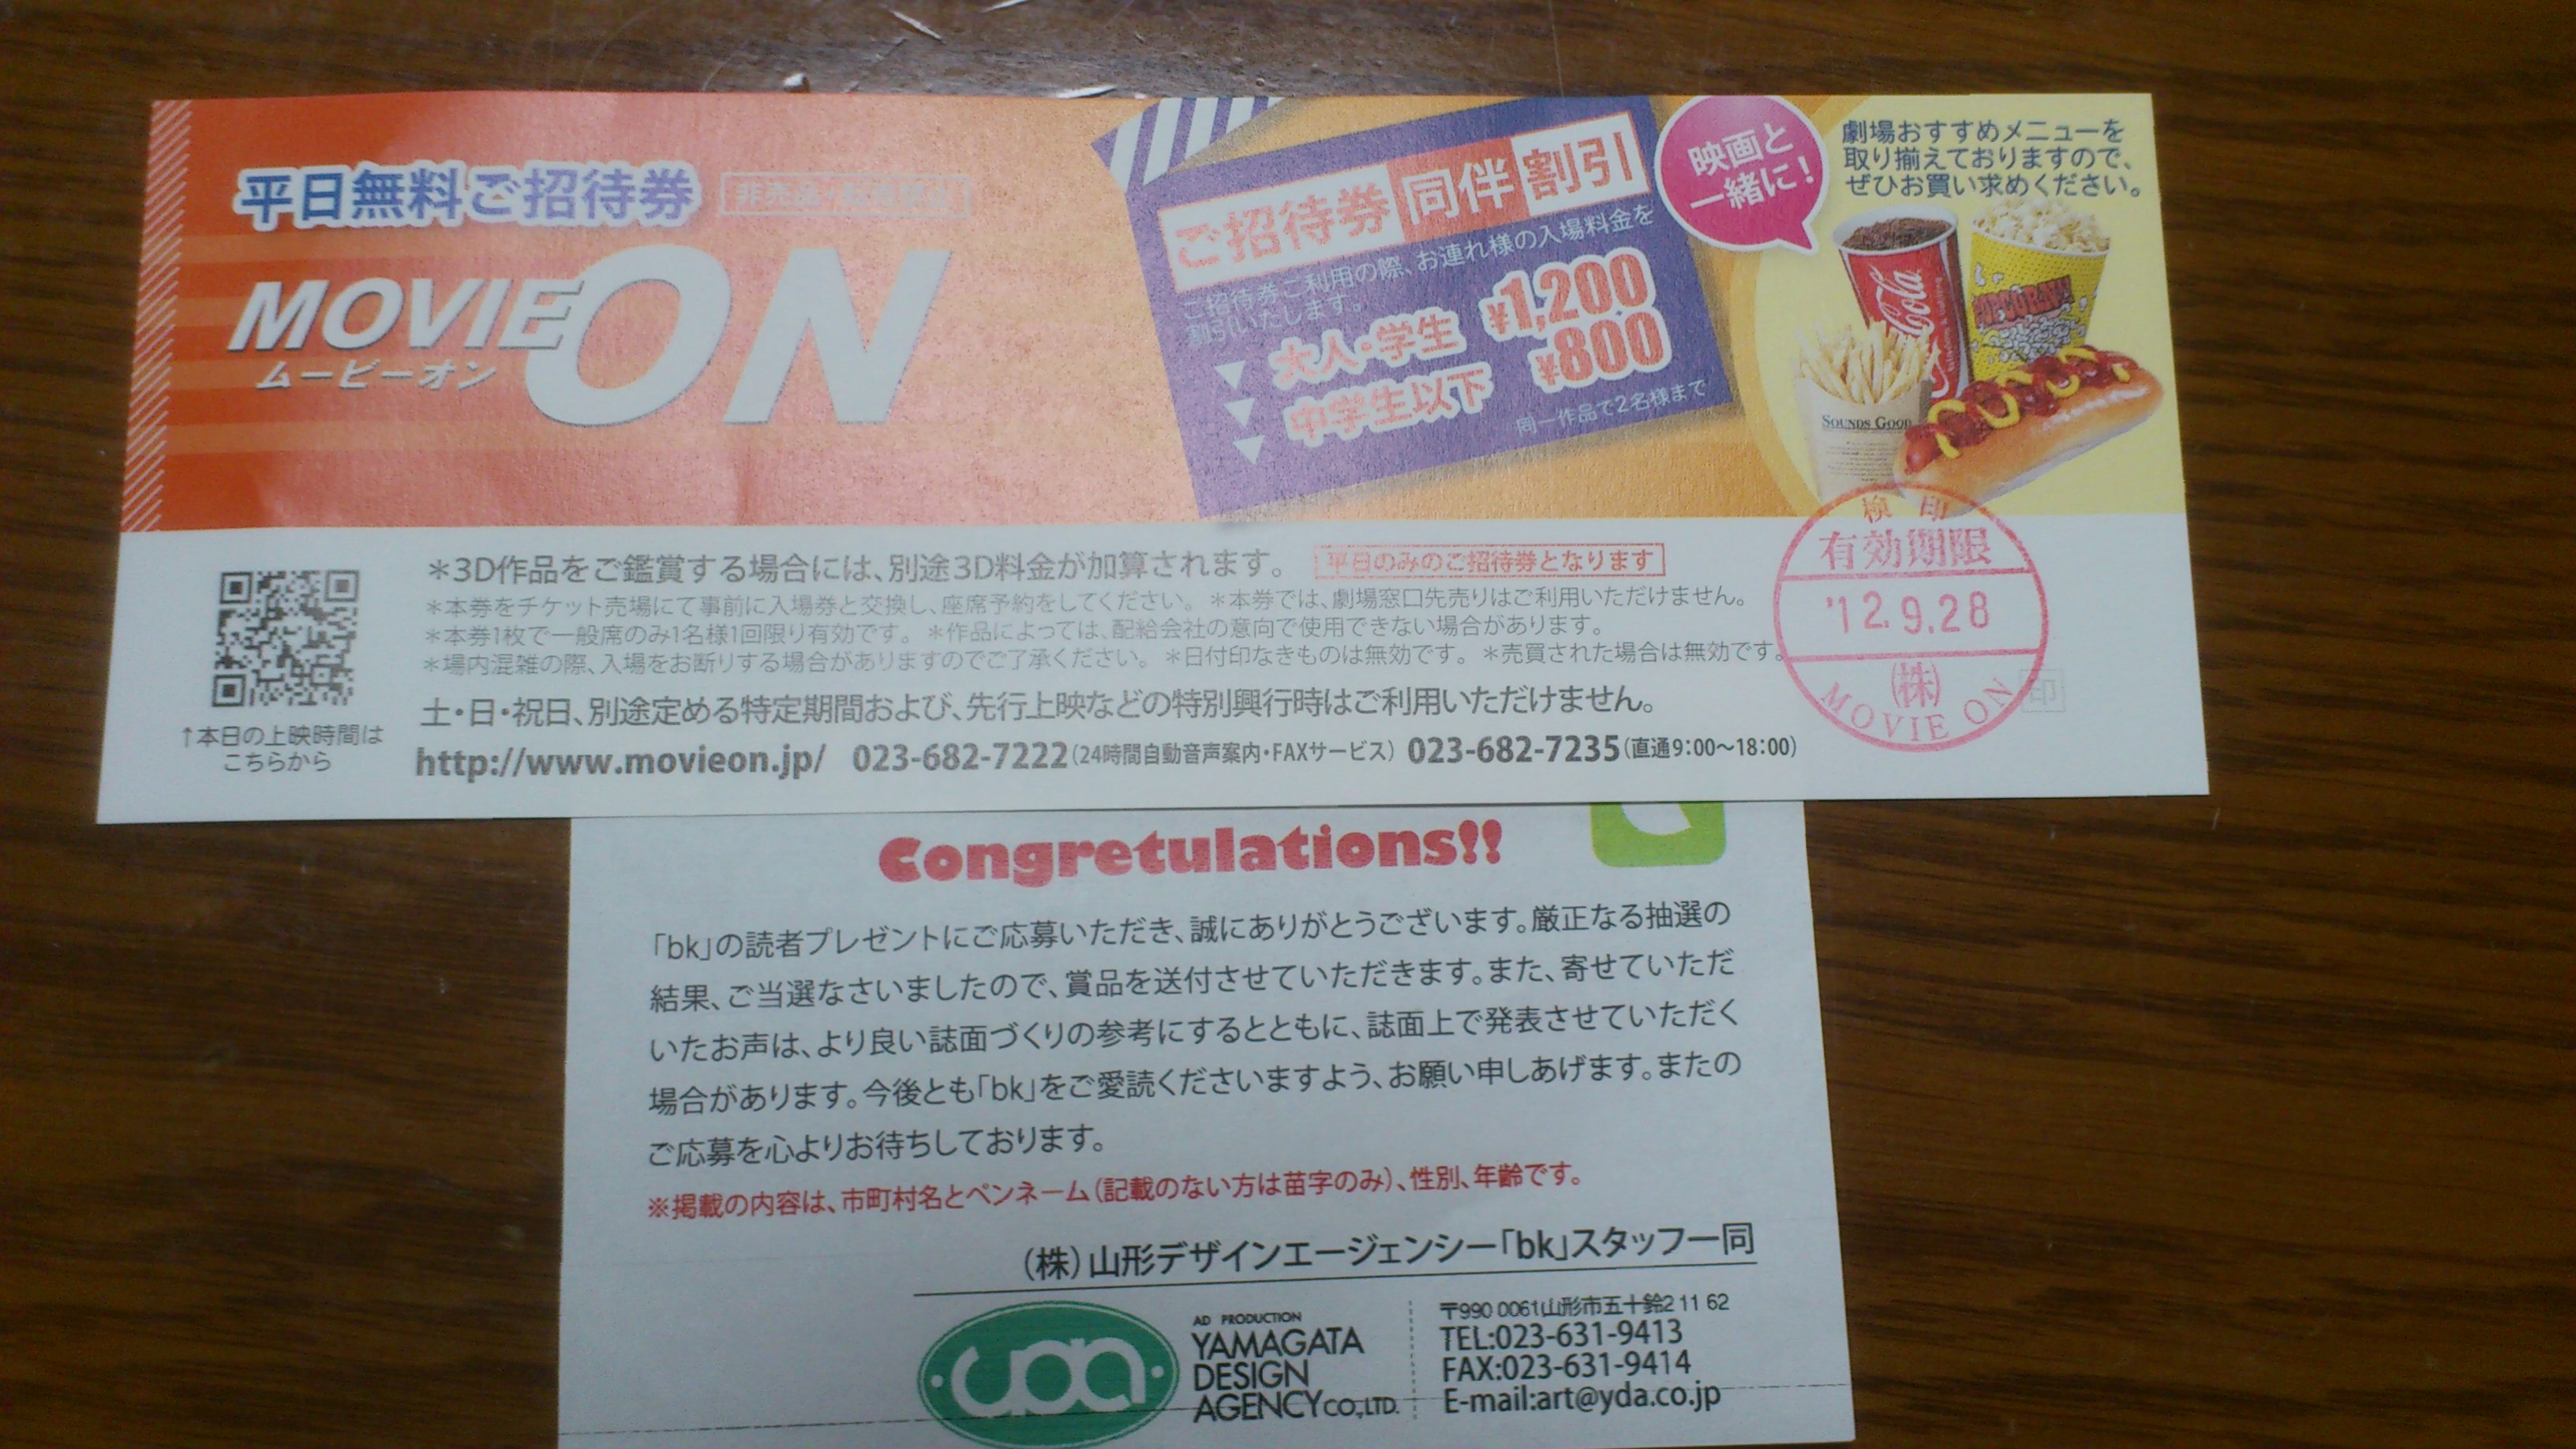 平日無料ご招待券
非売品・転売禁止
MOVIE ON
ムービーオン
ご招待券同伴割引
ご招待券ご利用の際、お連れ様の入場料金を
割引いたします。
大人・学生 ¥1,200
中学生以下 ¥800
同一作品で2名様まで
映画と
一緒に!
劇場おすすめメニューを
取り揃えておりますので、
ぜひお買い求めください。
Cola
POPCORN
SOUNDS GOOD
*3D作品をご鑑賞する場合には、別途3D料金が加算されます。 平日のみのご招待券となります
*本券をチケット売場にて事前に入場券と交換し、座席予約をしてください。 *本券では、劇場窓口先売りはご利用いただけません。
*本券1枚で一般席のみ1名様1回限り有効です。 *作品によっては、配給会社の意向で使用できない場合があります。
*場内混雑の際、入場をお断りする場合がありますのでご了承ください。 *日付印なきものは無効です。 *売買された場合は無効です。
土・日・祝日、別途定める特定期間および、先行上映などの特別興行時はご利用いただけません。
http://www.movieon.jp/ 023-682-7222(24時間自動音声案内・FAXサービス) 023-682-7235(直通9:00〜18:00)
↑本日の上映時間は
こちらから
検印
有効期限
'12.9.28
(株)
MOVIE ON
印
Congretulations!!
「bk」の読者プレゼントにご応募いただき、誠にありがとうございます。厳正なる抽選の
結果、ご当選なさいましたので、賞品を送付させていただきます。また、寄せていただ
いたお声は、より良い誌面づくりの参考にするとともに、誌面上で発表させていただく
場合があります。今後とも「bk」をご愛読くださいますよう、お願い申しあげます。またの
ご応募を心よりお待ちしております。
※掲載の内容は、市町村名とペンネーム(記載のない方は苗字のみ)、性別、年齢です。
(株)山形デザインエージェンシー「bk」スタッフ一同
AD PRODUCTION
YAMAGATA
DESIGN
AGENCY CO.,LTD.
〒990 0061山形市五十鈴2 11 62
TEL:023-631-9413
FAX:023-631-9414
E-mail:art@yda.co.jp